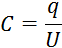 C = q/U